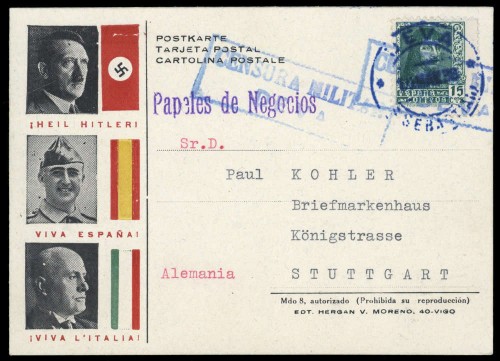 POSTKARTE
TARJETA POSTAL
CARTOLINA POSTALE
CENSURA MILITAR
Papeles de Negocios
15
¡HEIL HITLER!
Sr.D.
Paul KOHLER
Briefmarkenhaus
Königstrasse
Alemania
STUTTGART
VIVA ESPAÑA!
¡VIVA L'ITALIA!
Mdo 8, autorizado (Prohibida su reproducción)
EDT. HERGAN V. MORENO, 40-VIGO